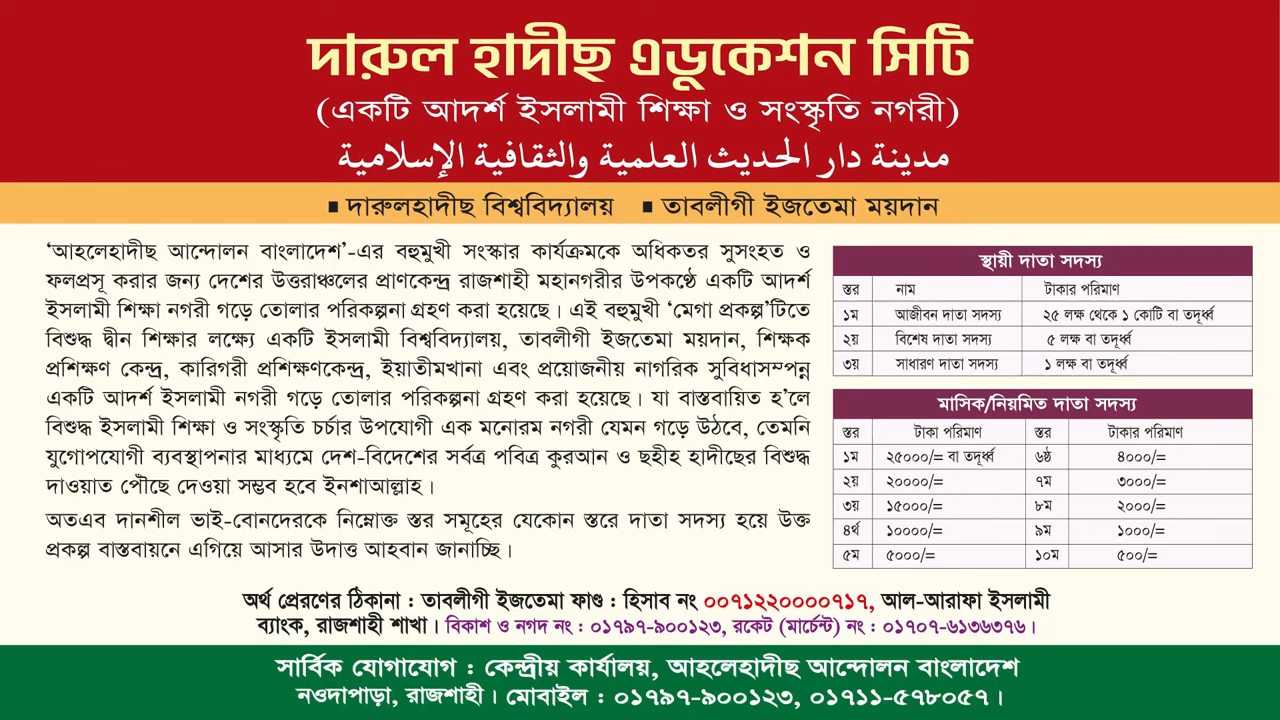 দারুল হাদীছ এডুকেশন সিটি
(একটি আদর্শ ইসলামী শিক্ষা ও সংস্কৃতি নগরী)
مدينة دار الحديث العلمية والثقافية الإسلامية
■ দারুলহাদীছ বিশ্ববিদ্যালয় ■ তাবলীগী ইজতেমা ময়দান
‘আহলেহাদীছ আন্দোলন বাংলাদেশ’-এর বহুমুখী সংস্কার কার্যক্রমকে অধিকতর সুসংহত ও
ফলপ্রসূ করার জন্য দেশের উত্তরাঞ্চলের প্রাণকেন্দ্র রাজশাহী মহানগরীর উপকণ্ঠে একটি আদর্শ
ইসলামী শিক্ষা নগরী গড়ে তোলার পরিকল্পনা গ্রহণ করা হয়েছে। এই বহুমুখী ‘মেগা প্রকল্প’টিতে
বিশুদ্ধ দ্বীন শিক্ষার লক্ষ্যে একটি ইসলামী বিশ্ববিদ্যালয়, তাবলীগী ইজতেমা ময়দান, শিক্ষক
প্রশিক্ষণ কেন্দ্র, কারিগরী প্রশিক্ষণকেন্দ্র, ইয়াতীমখানা এবং প্রয়োজনীয় নাগরিক সুবিধাসম্পন্ন
একটি আদর্শ ইসলামী নগরী গড়ে তোলার পরিকল্পনা গ্রহণ করা হয়েছে। যা বাস্তবায়িত হ’লে
বিশুদ্ধ ইসলামী শিক্ষা ও সংস্কৃতি চর্চার উপযোগী এক মনোরম নগরী যেমন গড়ে উঠবে, তেমনি
যুগোপযোগী ব্যবস্থাপনার মাধ্যমে দেশ-বিদেশের সর্বত্র পবিত্র কুরআন ও ছহীহ হাদীছের বিশুদ্ধ
দাওয়াত পৌঁছে দেওয়া সম্ভব হবে ইনশাআল্লাহ।
অতএব দানশীল ভাই-বোনদেরকে নিম্নোক্ত স্তর সমূহের যেকোন স্তরে দাতা সদস্য হয়ে উক্ত
প্রকল্প বাস্তবায়নে এগিয়ে আসার উদাত্ত আহবান জানাচ্ছি।
স্থায়ী দাতা সদস্য
স্তর নাম টাকার পরিমাণ
১ম আজীবন দাতা সদস্য ২৫ লক্ষ থেকে ১ কোটি বা তদূর্ধ্ব
২য় বিশেষ দাতা সদস্য ৫ লক্ষ বা তদূর্ধ্ব
৩য় সাধারণ দাতা সদস্য ১ লক্ষ বা তদূর্ধ্ব
মাসিক/নিয়মিত দাতা সদস্য
স্তর টাকা পরিমাণ স্তর টাকার পরিমাণ
১ম ২৫০০০/= বা তদূর্ধ্ব ৬ষ্ঠ ৪০০০/=
২য় ২০০০০/= ৭ম ৩০০০/=
৩য় ১৫০০০/= ৮ম ২০০০/=
৪র্থ ১০০০০/= ৯ম ১০০০/=
৫ম ৫০০০/= ১০ম ৫০০/=
অর্থ প্রেরণের ঠিকানা : তাবলীগী ইজতেমা ফাণ্ড : হিসাব নং ০০৭১২২০০০০৭১৭, আল-আরাফা ইসলামী
ব্যাংক, রাজশাহী শাখা। বিকাশ ও নগদ নং : ০১৭৯৭-৯০০১২৩, রকেট (মার্চেন্ট) নং : ০১৭০৭-৬১৩৬৩৭৬।
সার্বিক যোগাযোগ : কেন্দ্রীয় কার্যালয়, আহলেহাদীছ আন্দোলন বাংলাদেশ
নওদাপাড়া, রাজশাহী। মোবাইল : ০১৭৯৭-৯০০১২৩, ০১৭১১-৫৭৮০৫৭।